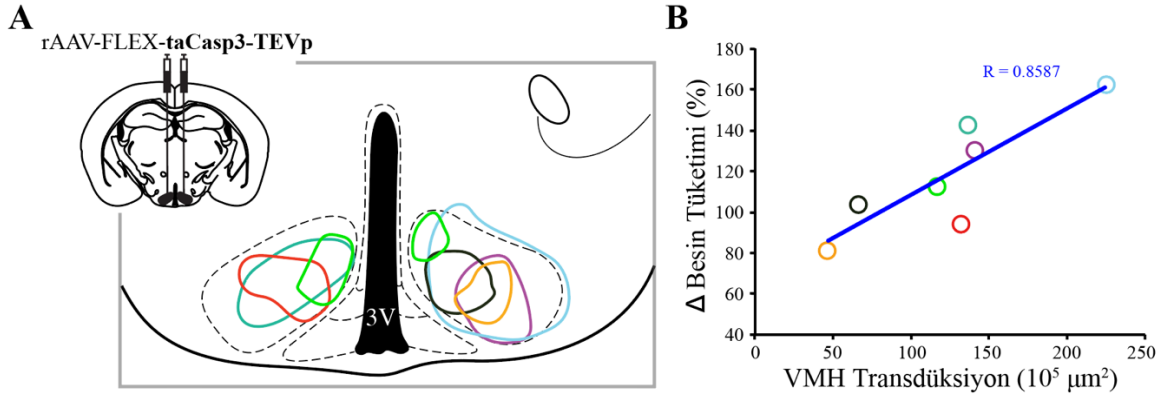 A
rAAV-FLEX-taCasp3-TEVp
3V
B
R = 0.8587
Δ Besin Tüketimi (%)
180
160
140
120
100
80
60
40
0
50
100
150
200
250
VMH Transdüksiyon (10⁵ µm²)